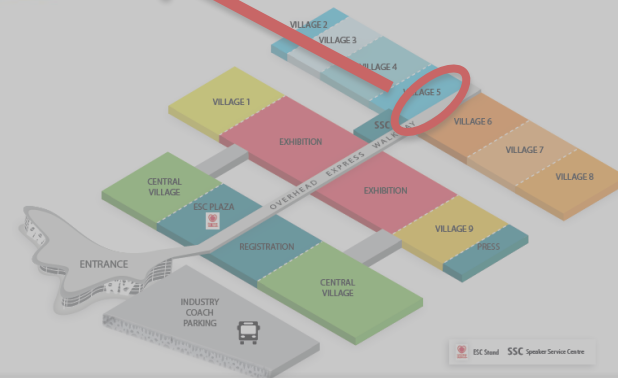 VILLAGE 2
VILLAGE 3
VILLAGE 4
VILLAGE 5
SSC
VILLAGE 6
VILLAGE 7
VILLAGE 8
VILLAGE 1
EXHIBITION
OVERHEAD EXPRESS WALKWAY
EXHIBITION
CENTRAL
VILLAGE
ESC PLAZA
VILLAGE 9
PRESS
REGISTRATION
ENTRANCE
CENTRAL
VILLAGE
INDUSTRY
COACH
PARKING
ESC Stand SSC Speaker Service Centre